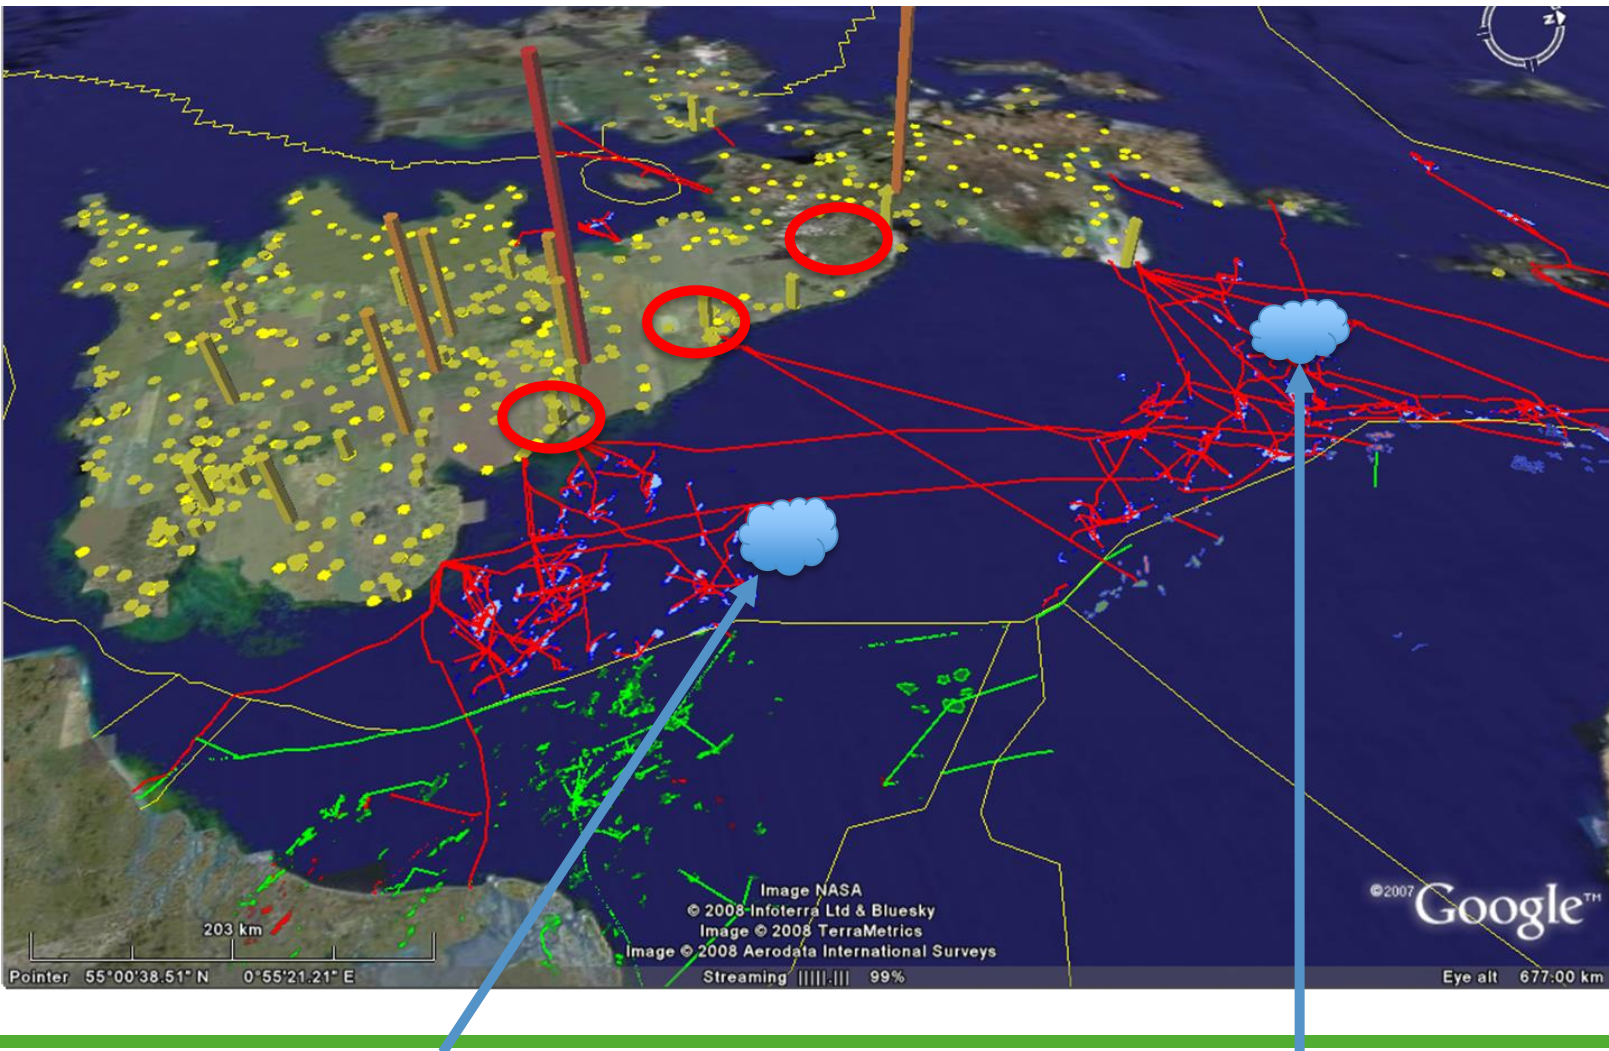 N
Image NASA
© 2008 Infoterra Ltd & Bluesky
Image © 2008 TerraMetrics
Image © 2008 Aerodata International Surveys
©2007 Google™
203 km
Pointer 55°00'38.51" N 0°55'21.21" E
Streaming |||||.||| 99%
Eye alt 677.00 km